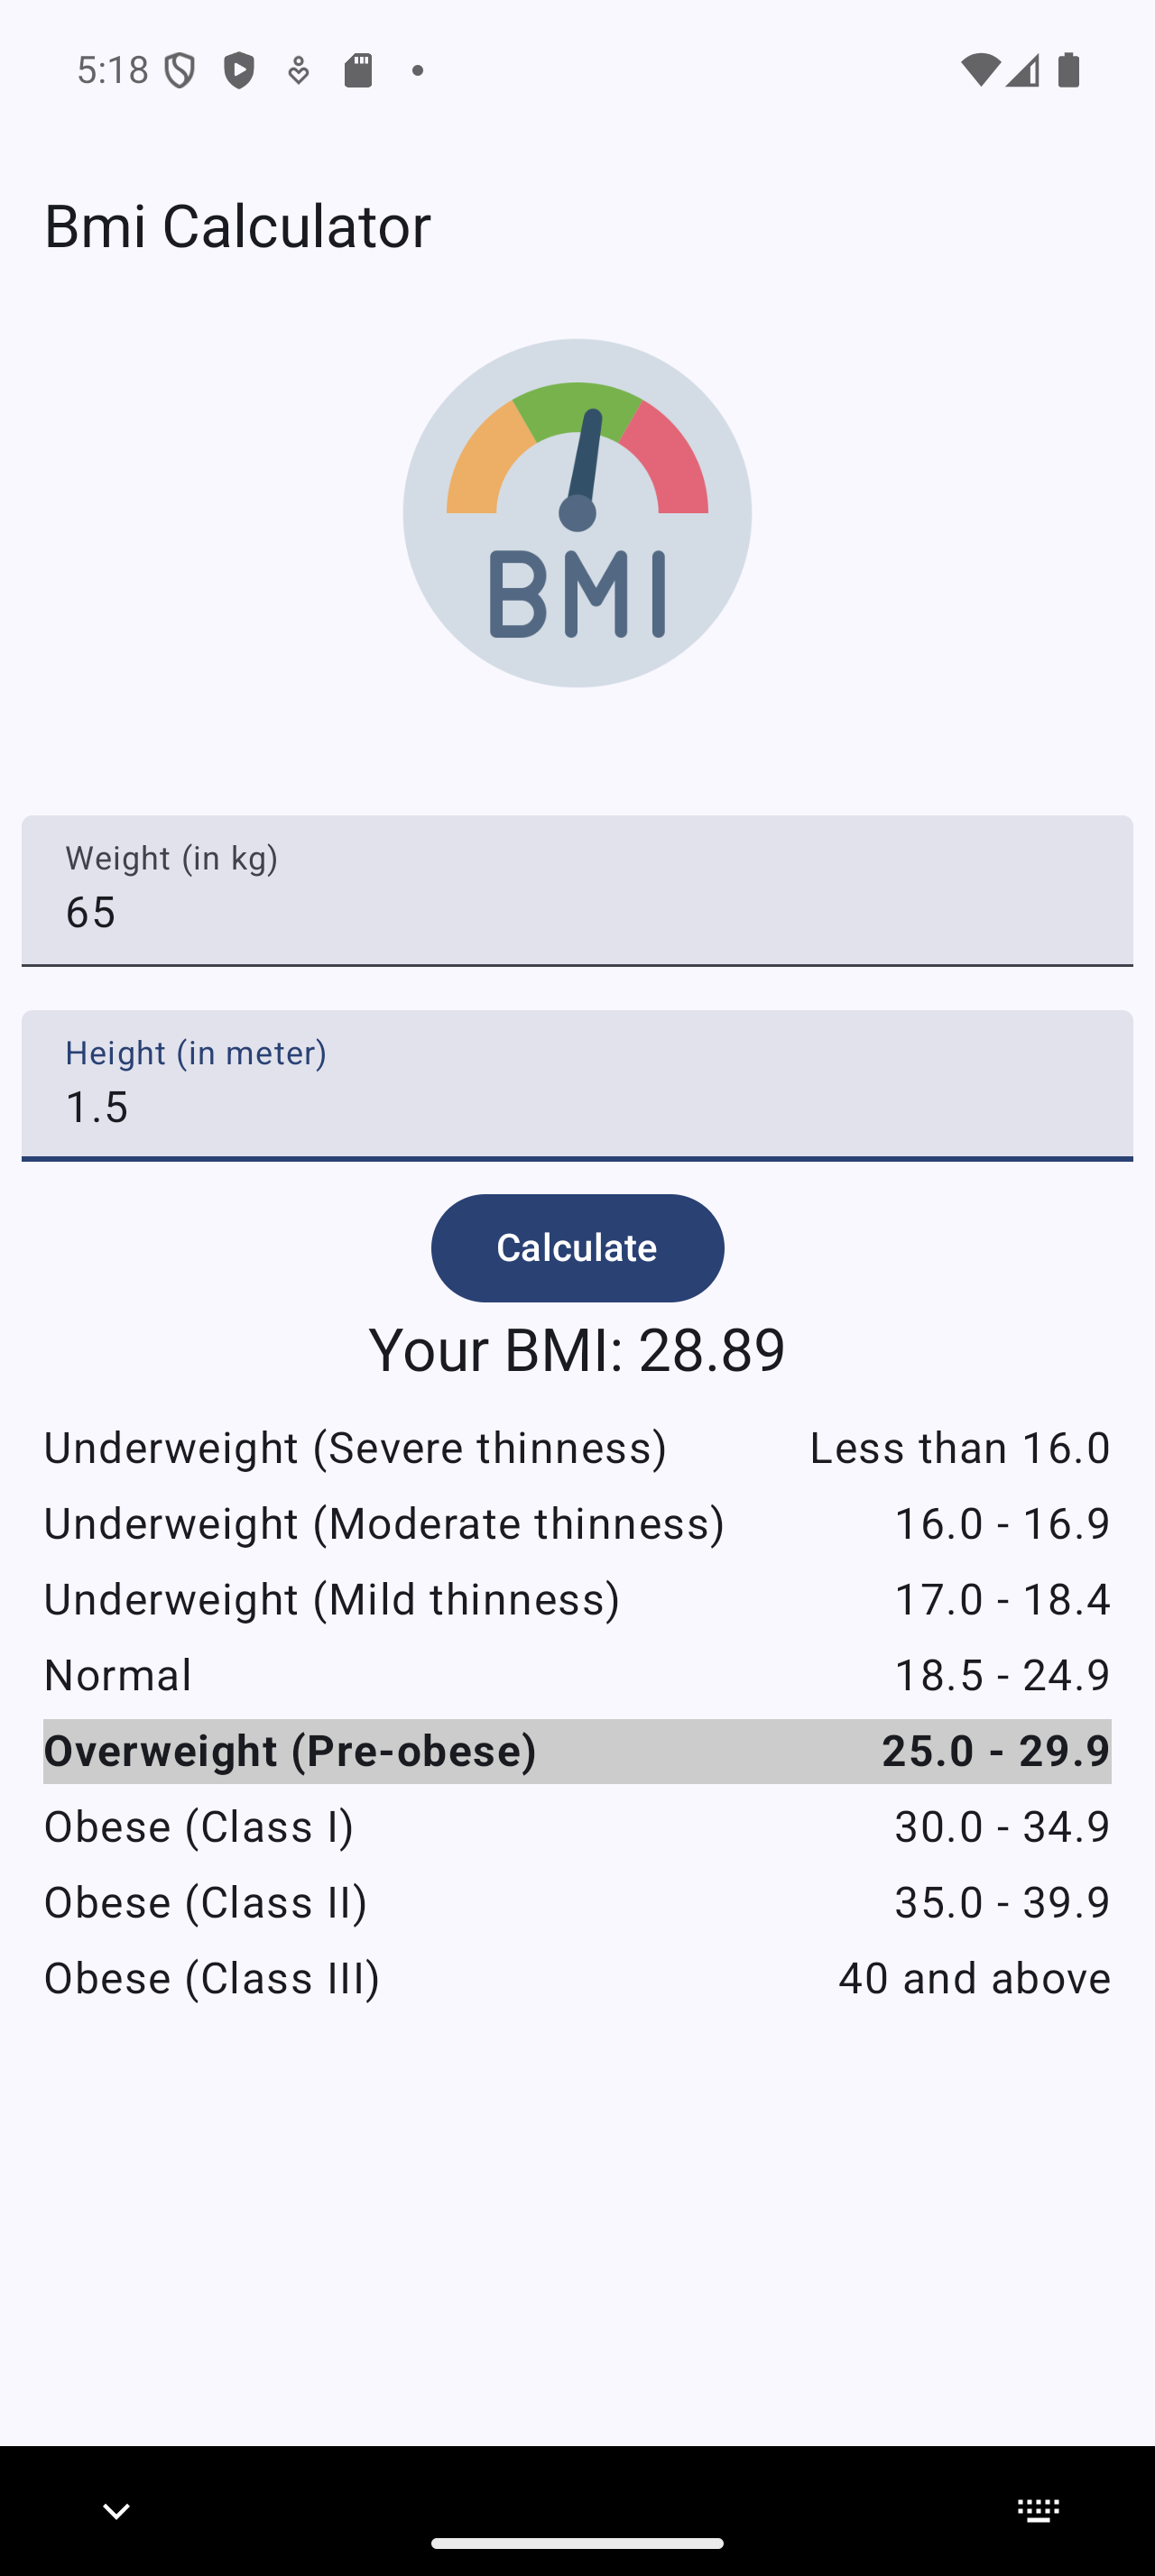 5:18
Bmi Calculator
BMI
Weight (in kg)
65
Height (in meter)
1.5
Calculate
Your BMI: 28.89
Underweight (Severe thinness) Less than 16.0
Underweight (Moderate thinness) 16.0 - 16.9
Underweight (Mild thinness) 17.0 - 18.4
Normal 18.5 - 24.9
Overweight (Pre-obese) 25.0 - 29.9
Obese (Class I) 30.0 - 34.9
Obese (Class II) 35.0 - 39.9
Obese (Class III) 40 and above